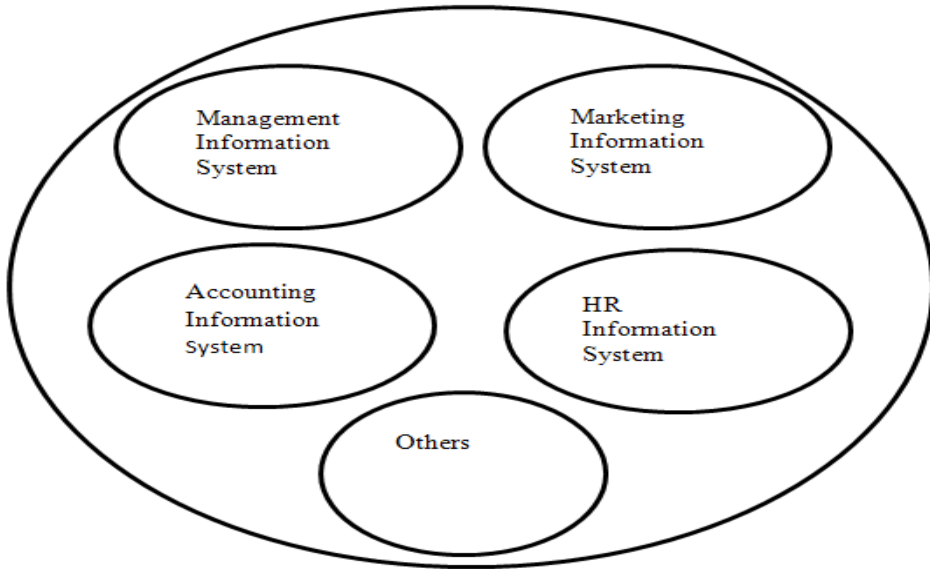 Management
Information
System
Marketing
Information
System
Accounting
Information
System
HR
Information
System
Others